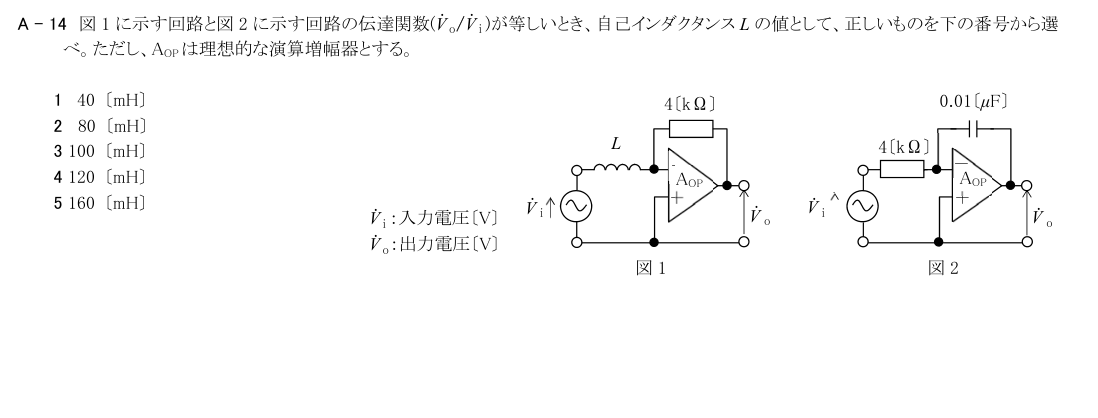 A－14 図1に示す回路と図2に示す回路の伝達関数(V̇o/V̇i)が等しいとき、自己インダクタンスLの値として、正しいものを下の番号から選
べ。ただし、AOPは理想的な演算増幅器とする。
1 40〔mH〕
2 80〔mH〕
3 100〔mH〕
4 120〔mH〕
5 160〔mH〕
V̇i:入力電圧〔V〕
V̇o:出力電圧〔V〕
4〔kΩ〕
L
-
AOP
+
V̇i
V̇o
図1
0.01〔μF〕
4〔kΩ〕
－
AOP
+
V̇i
V̇o
図2